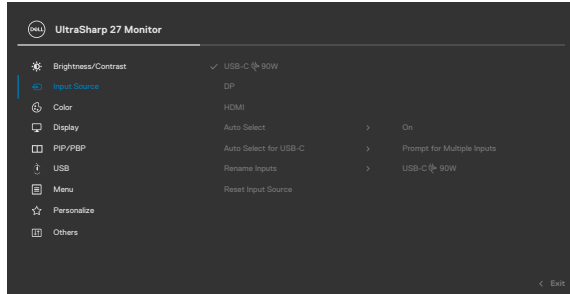 DELL UltraSharp 27 Monitor
Brightness/Contrast ✓ USB-C 90W
Input Source DP
Color HDMI
Display Auto Select > On
PIP/PBP Auto Select for USB-C > Prompt for Multiple Inputs
USB Rename Inputs > USB-C 90W
Menu Reset Input Source
Personalize
Others
< Exit